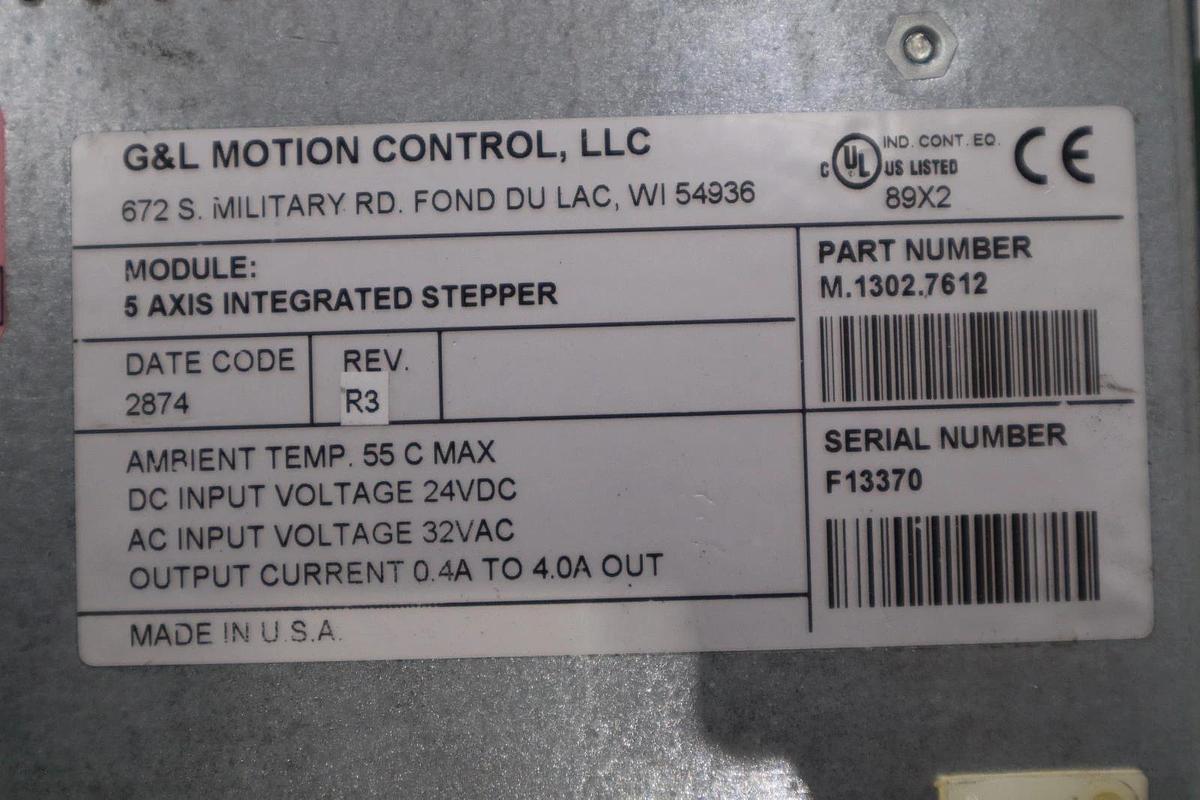 G&L MOTION CONTROL, LLC
672 S. MILITARY RD. FOND DU LAC, WI 54936
C UL US LISTED
IND. CONT. EQ.
89X2
CE
MODULE:
5 AXIS INTEGRATED STEPPER
PART NUMBER
M.1302.7612
DATE CODE
2874
REV.
R3
AMBIENT TEMP. 55 C MAX
DC INPUT VOLTAGE 24VDC
AC INPUT VOLTAGE 32VAC
OUTPUT CURRENT 0.4A TO 4.0A OUT
SERIAL NUMBER
F13370
MADE IN U.S.A.